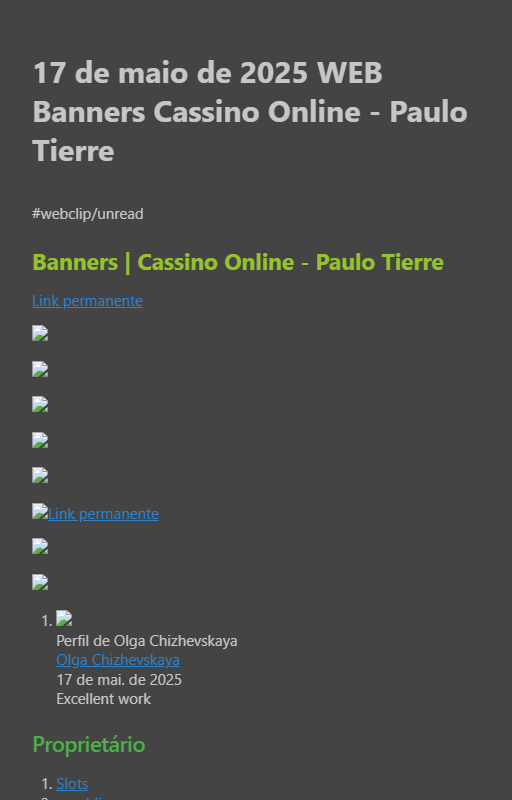 17 de maio de 2025 WEB
Banners Cassino Online - Paulo
Tierre
#webclip/unread
Banners | Cassino Online - Paulo Tierre
Link permanente
Link permanente
1.
Perfil de Olga Chizhevskaya
Olga Chizhevskaya
17 de mai. de 2025
Excellent work
Proprietário
1. Slots